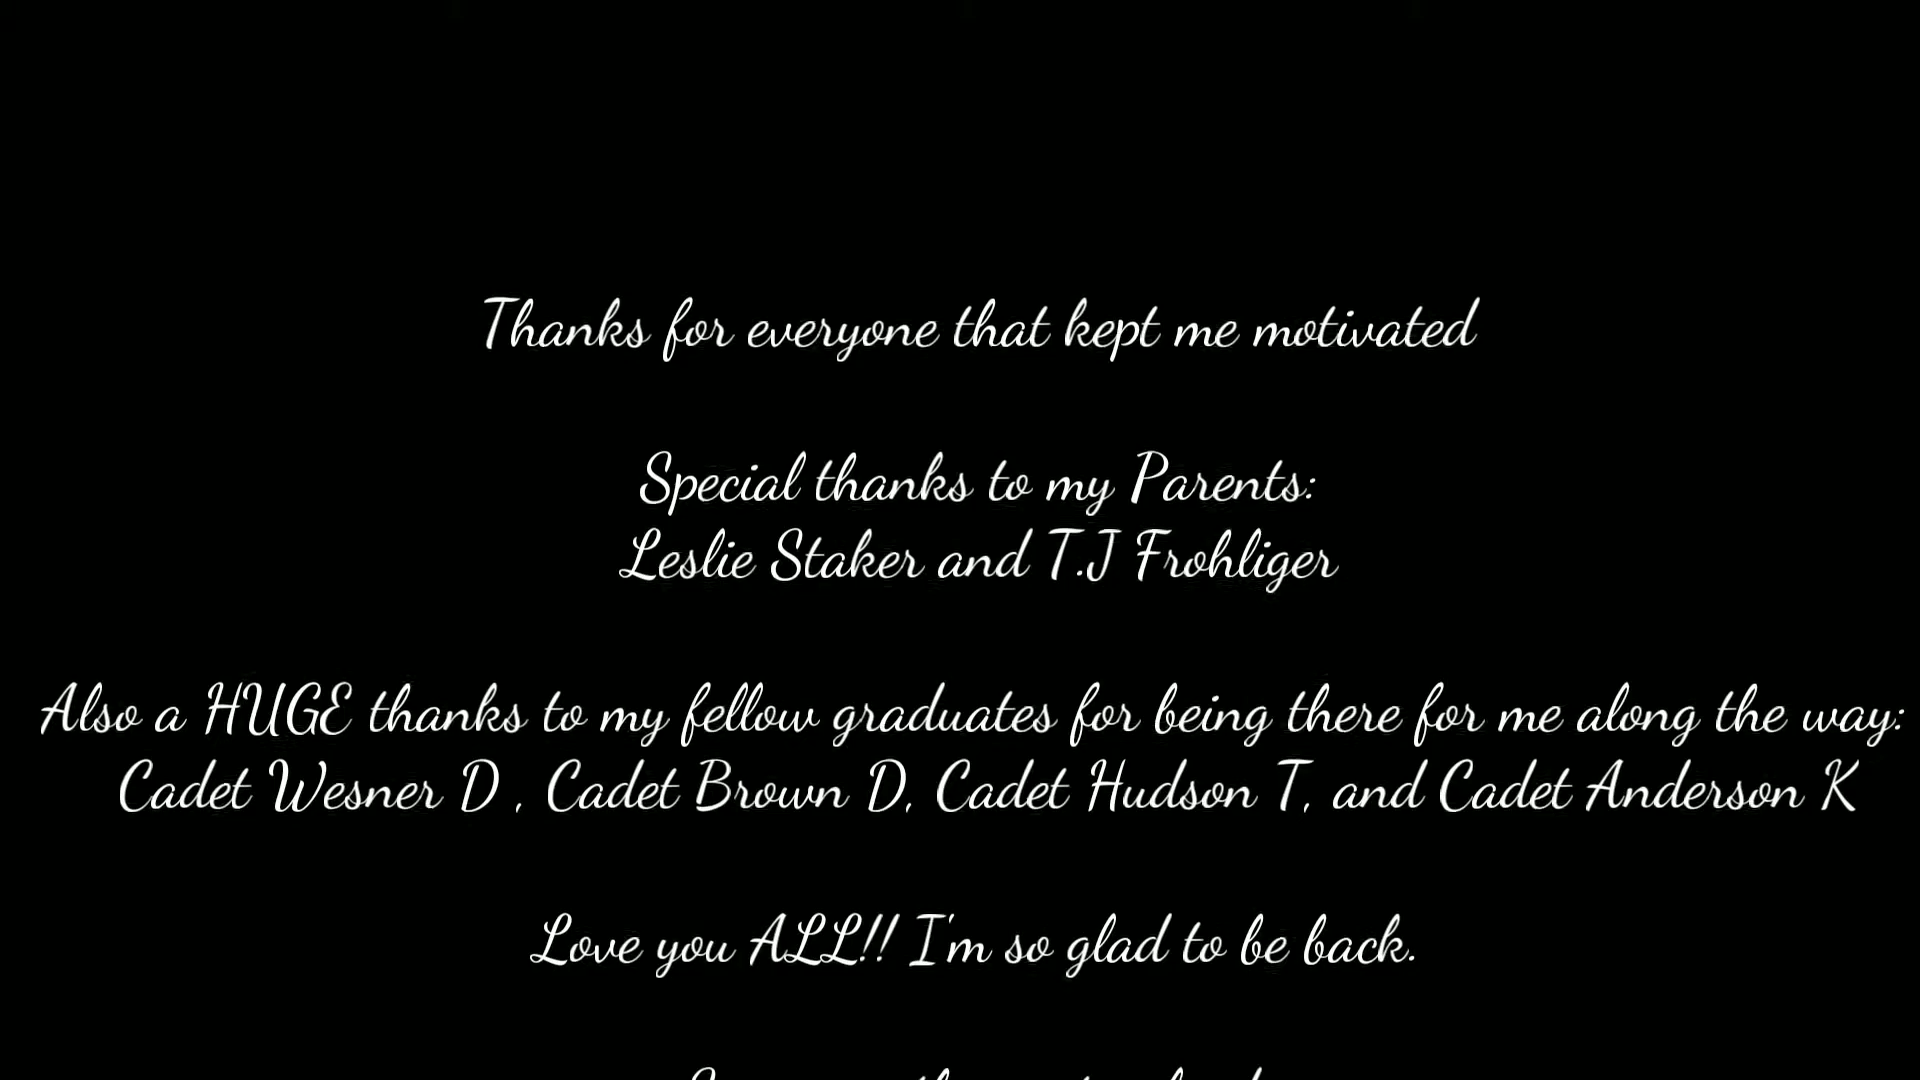 Thanks for everyone that kept me motivated
Special thanks to my Parents:
Leslie Staker and T.J Frohliger
Also a HUGE thanks to my fellow graduates for being there for me along the way:
Cadet Wesner D , Cadet Brown D, Cadet Hudson T, and Cadet Anderson K
Love you ALL!! I'm so glad to be back.